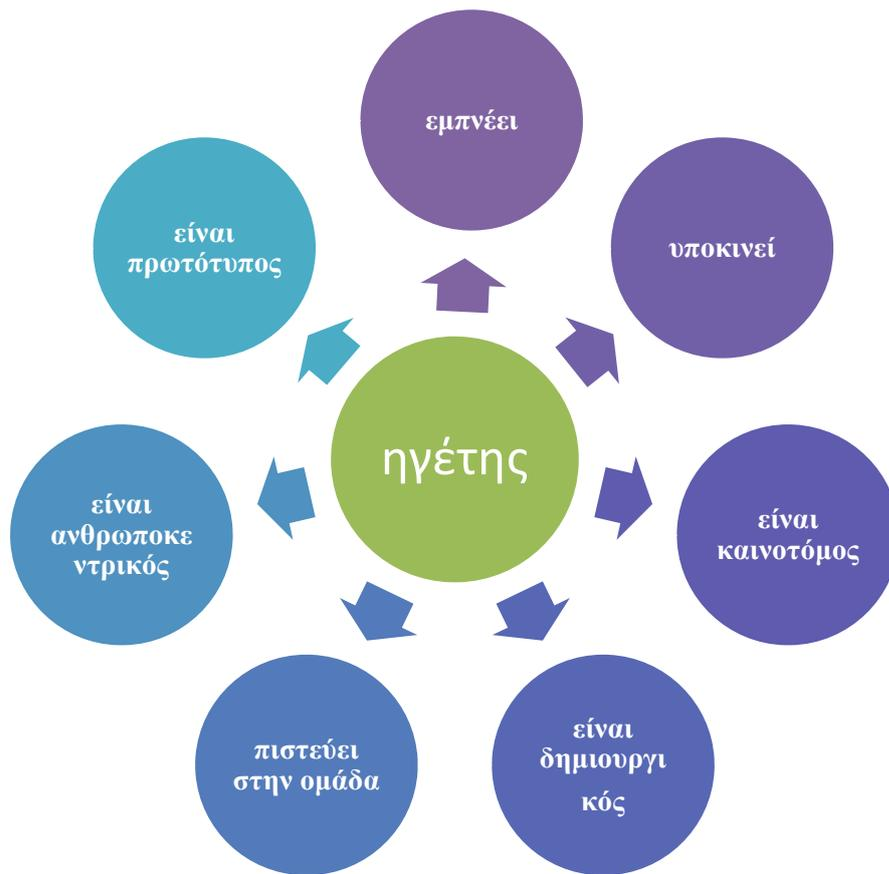 εμπνέει
υποκινεί
είναι
καινοτόμος
είναι
δημιουργι
κός
πιστεύει
στην ομάδα
είναι
ανθρωποκε
ντρικός
είναι
πρωτότυπος
ηγέτης